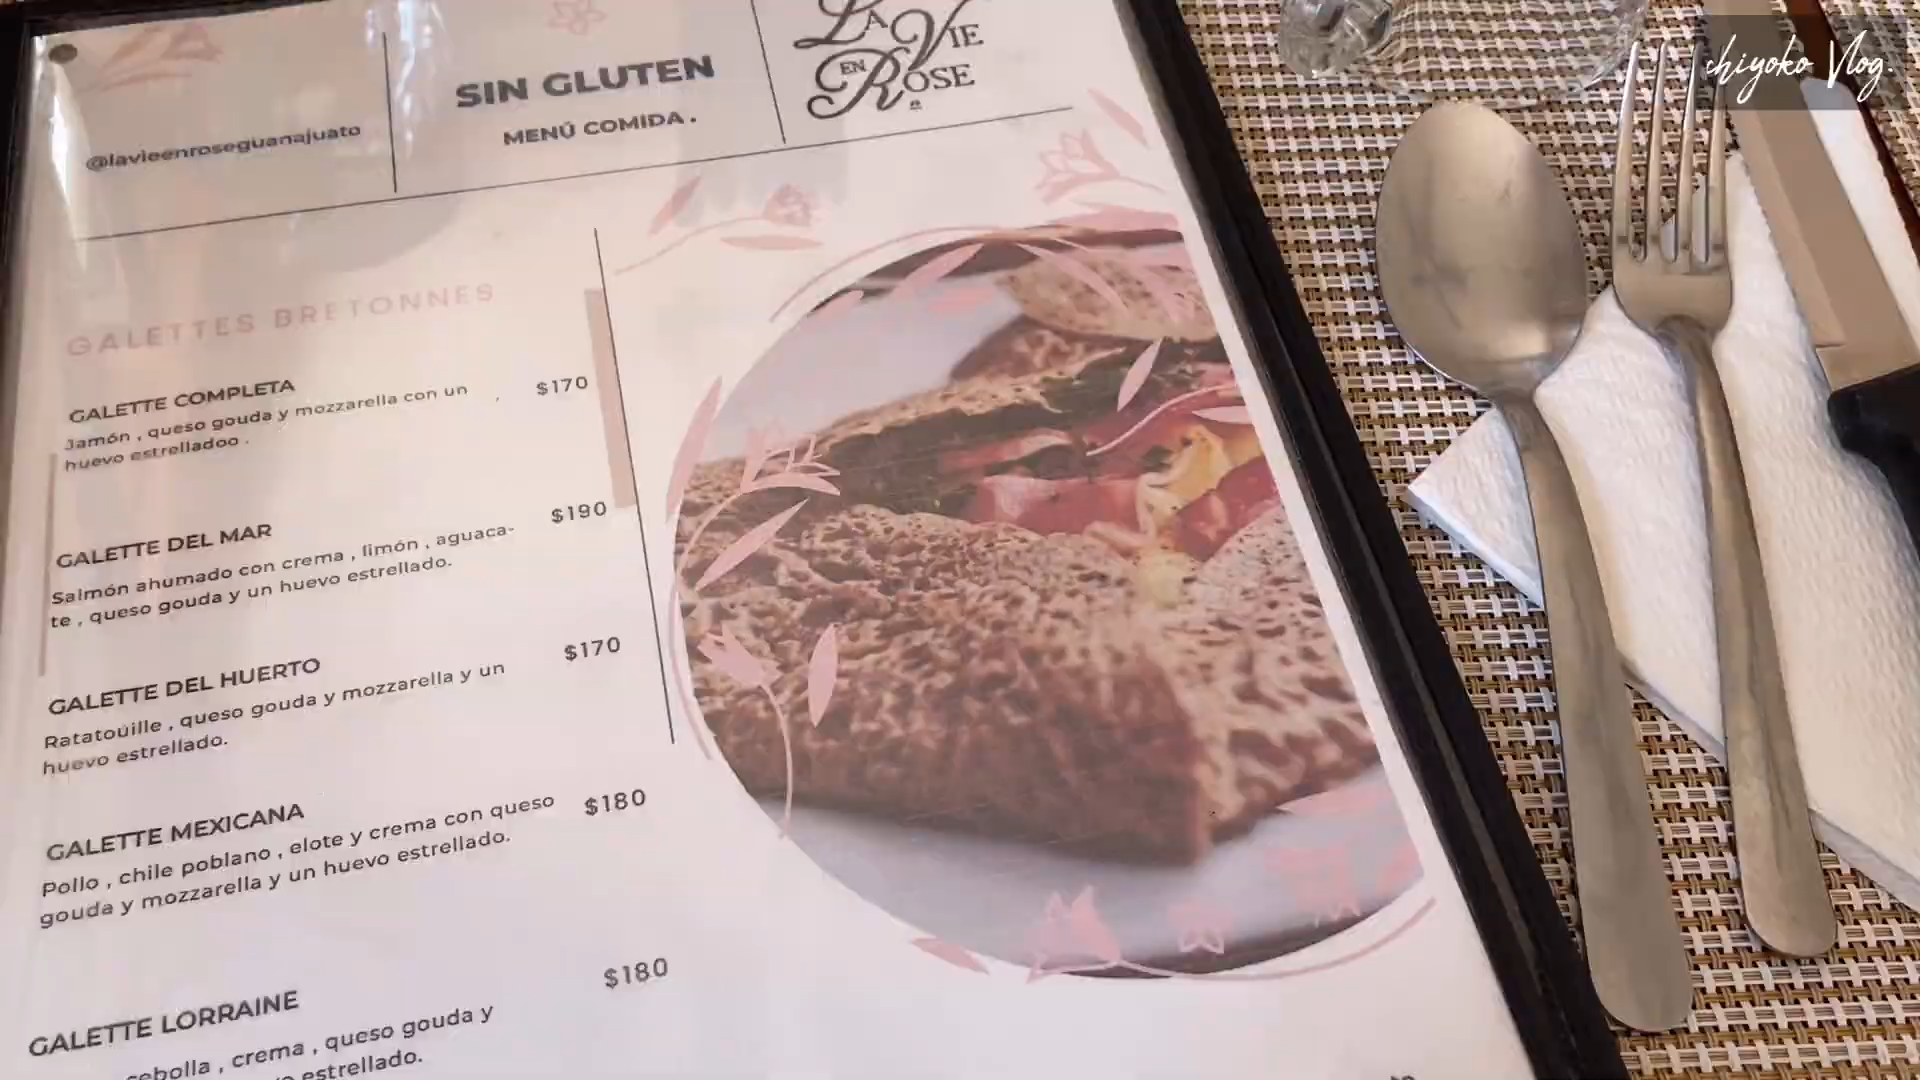 @lavieenroseguanajuato
SIN GLUTEN
MENÚ COMIDA.
LA VIE
EN ROSE
chiyoko Vlog.
GALETTES BRETONNES
GALETTE COMPLETA
$170
Jamón , queso gouda y mozzarella con un
huevo estrelladoo .
GALETTE DEL MAR
$190
Salmón ahumado con crema , limón , aguaca-
te , queso gouda y un huevo estrellado.
GALETTE DEL HUERTO
$170
Ratatoùille , queso gouda y mozzarella y un
huevo estrellado.
GALETTE MEXICANA
$180
Pollo , chile poblano , elote y crema con queso
gouda y mozzarella y un huevo estrellado.
GALETTE LORRAINE
$180
cebolla , crema , queso gouda y
estrellado.